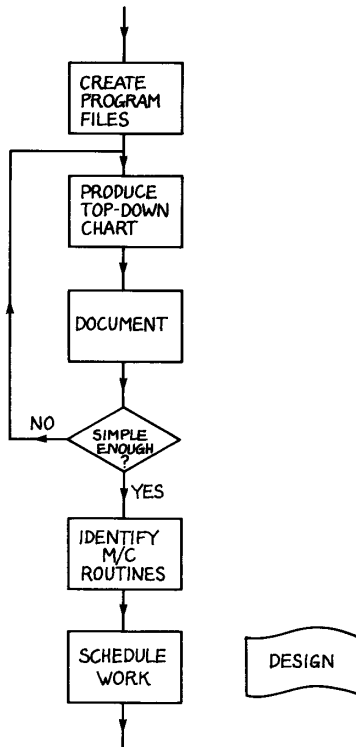 CREATE
PROGRAM
FILES
PRODUCE
TOP-DOWN
CHART
DOCUMENT
NO
SIMPLE
ENOUGH
?
YES
IDENTIFY
M/C
ROUTINES
SCHEDULE
WORK
DESIGN